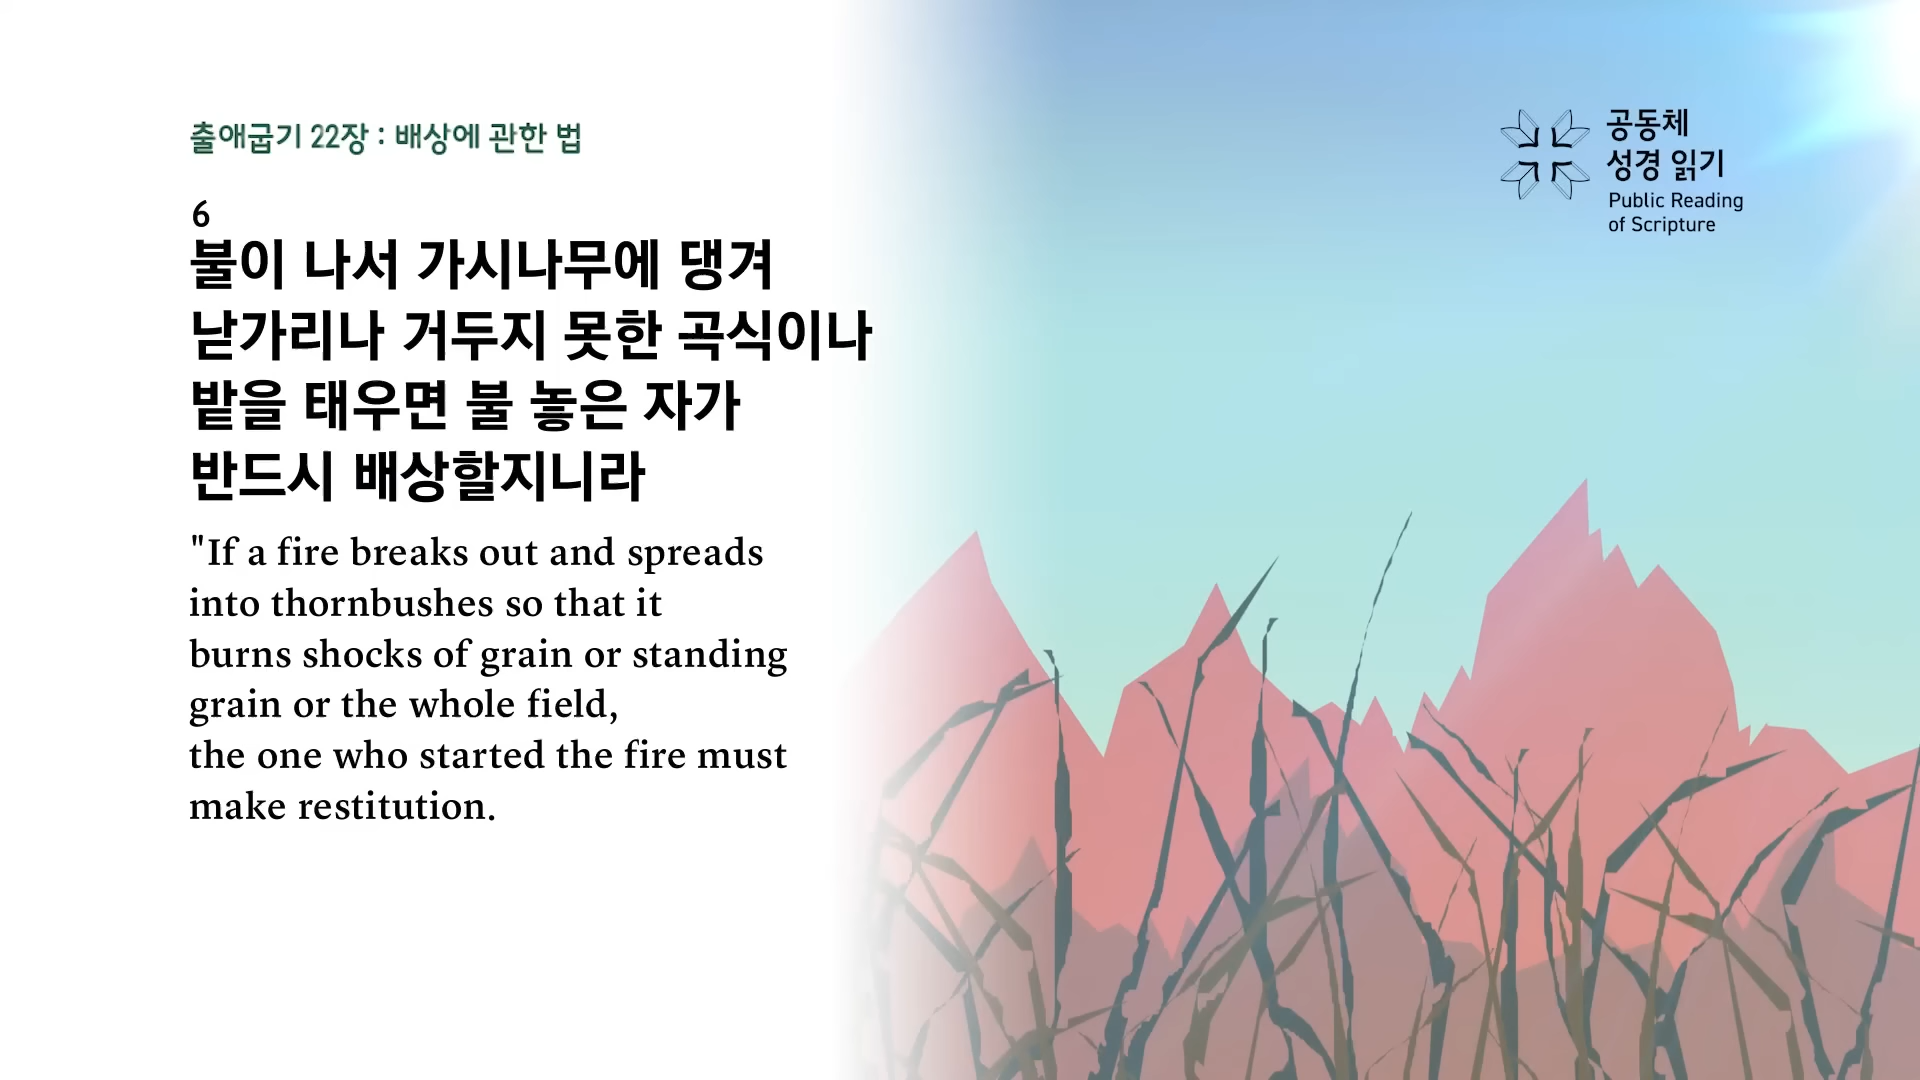 출애굽기 22장 : 배상에 관한 법
6
불이 나서 가시나무에 댕겨
낟가리나 거두지 못한 곡식이나
밭을 태우면 불 놓은 자가
반드시 배상할지니라
"If a fire breaks out and spreads
into thornbushes so that it
burns shocks of grain or standing
grain or the whole field,
the one who started the fire must
make restitution.
공동체
성경 읽기
Public Reading
of Scripture